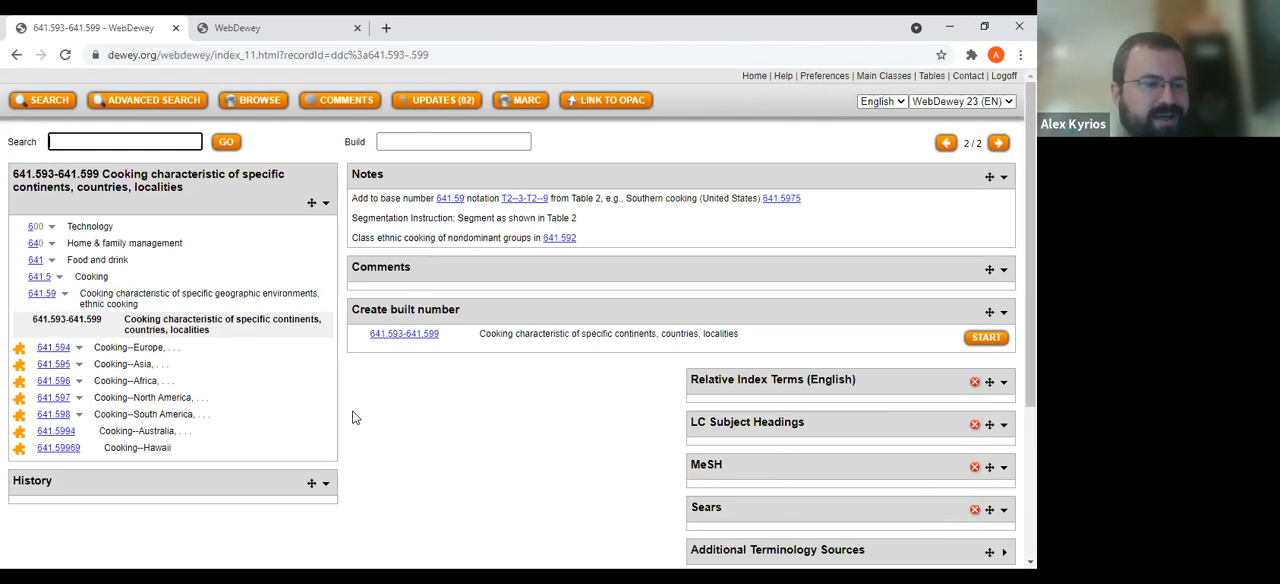 641.593-641.599 - WebDewey
WebDewey
dewey.org/webdewey/index_11.html?recordId=ddc%3a641.593-.599
A
Home | Help | Preferences | Main Classes | Tables | Contact | Logoff
SEARCH ADVANCED SEARCH BROWSE COMMENTS UPDATES (82) MARC LINK TO OPAC English WebDewey 23 (EN)
Alex Kyrios
Search GO Build 2 / 2
641.593-641.599 Cooking characteristic of specific
continents, countries, localities
600 Technology
640 Home & family management
641 Food and drink
641.5 Cooking
641.59 Cooking characteristic of specific geographic environments,
ethnic cooking
641.593-641.599 Cooking characteristic of specific continents,
countries, localities
641.594 Cooking--Europe, . . .
641.595 Cooking--Asia, . . .
641.596 Cooking--Africa, . . .
641.597 Cooking--North America, . . .
641.598 Cooking--South America, . . .
641.5994 Cooking--Australia, . . .
641.59969 Cooking--Hawaii
History
Notes
Add to base number 641.59 notation T2--3-T2--9 from Table 2, e.g., Southern cooking (United States) 641.5975
Segmentation Instruction: Segment as shown in Table 2
Class ethnic cooking of nondominant groups in 641.592
Comments
Create built number
641.593-641.599 Cooking characteristic of specific continents, countries, localities START
Relative Index Terms (English)
LC Subject Headings
MeSH
Sears
Additional Terminology Sources